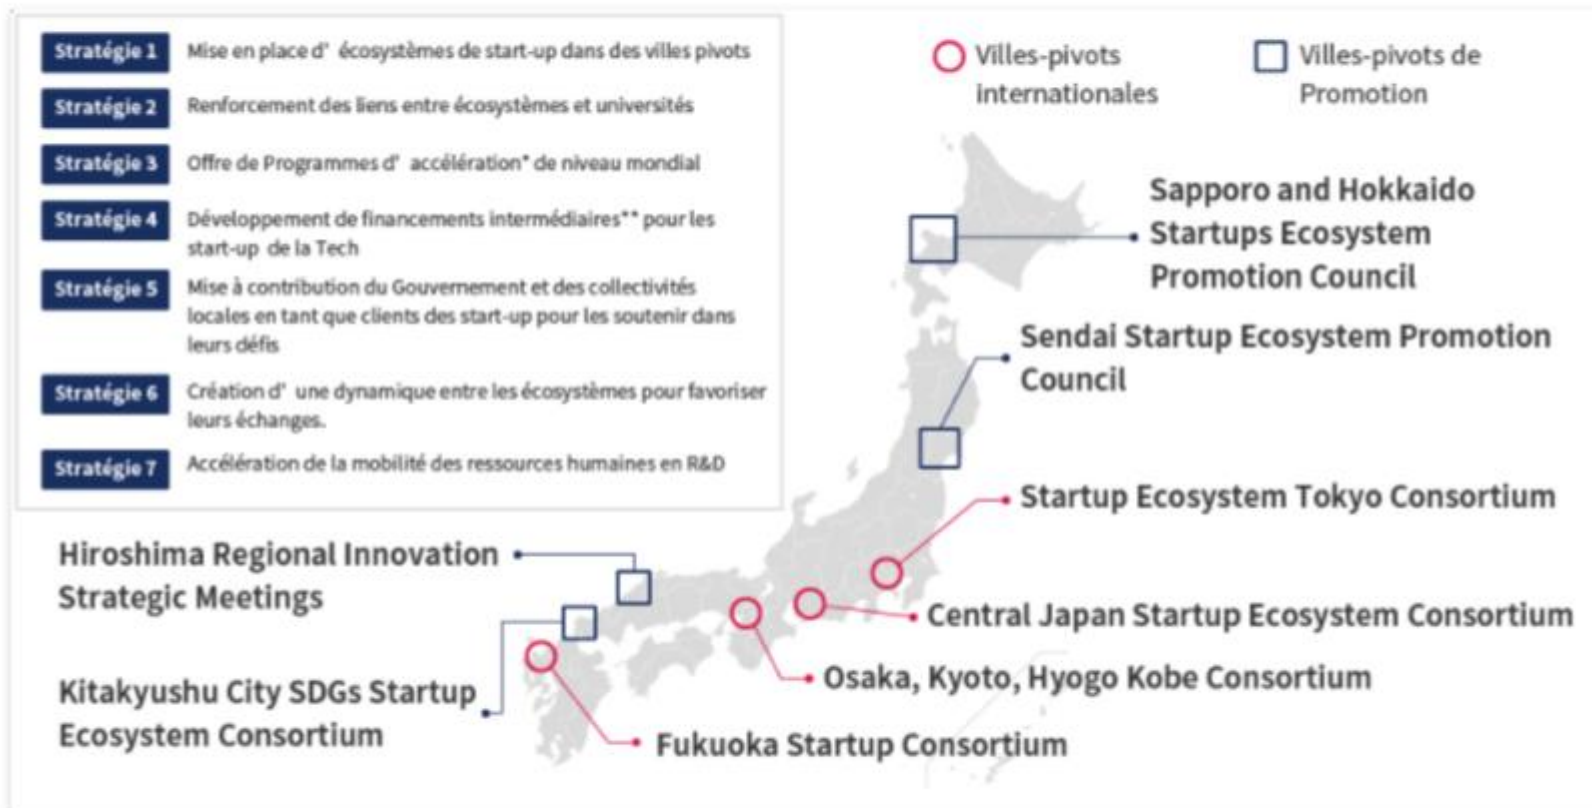 Stratégie 1 Mise en place d' écosystèmes de start-up dans des villes pivots
Stratégie 2 Renforcement des liens entre écosystèmes et universités
Stratégie 3 Offre de Programmes d' accélération* de niveau mondial
Stratégie 4 Développement de financements intermédiaires** pour les
start-up de la Tech
Stratégie 5 Mise à contribution du Gouvernement et des collectivités
locales en tant que clients des start-up pour les soutenir dans
leurs défis
Stratégie 6 Création d' une dynamique entre les écosystèmes pour favoriser
leurs échanges.
Stratégie 7 Accélération de la mobilité des ressources humaines en R&D
Villes-pivots
internationales
Villes-pivots de
Promotion
Sapporo and Hokkaido
Startups Ecosystem
Promotion Council
Sendai Startup Ecosystem Promotion
Council
Startup Ecosystem Tokyo Consortium
Central Japan Startup Ecosystem Consortium
Osaka, Kyoto, Hyogo Kobe Consortium
Fukuoka Startup Consortium
Hiroshima Regional Innovation
Strategic Meetings
Kitakyushu City SDGs Startup
Ecosystem Consortium